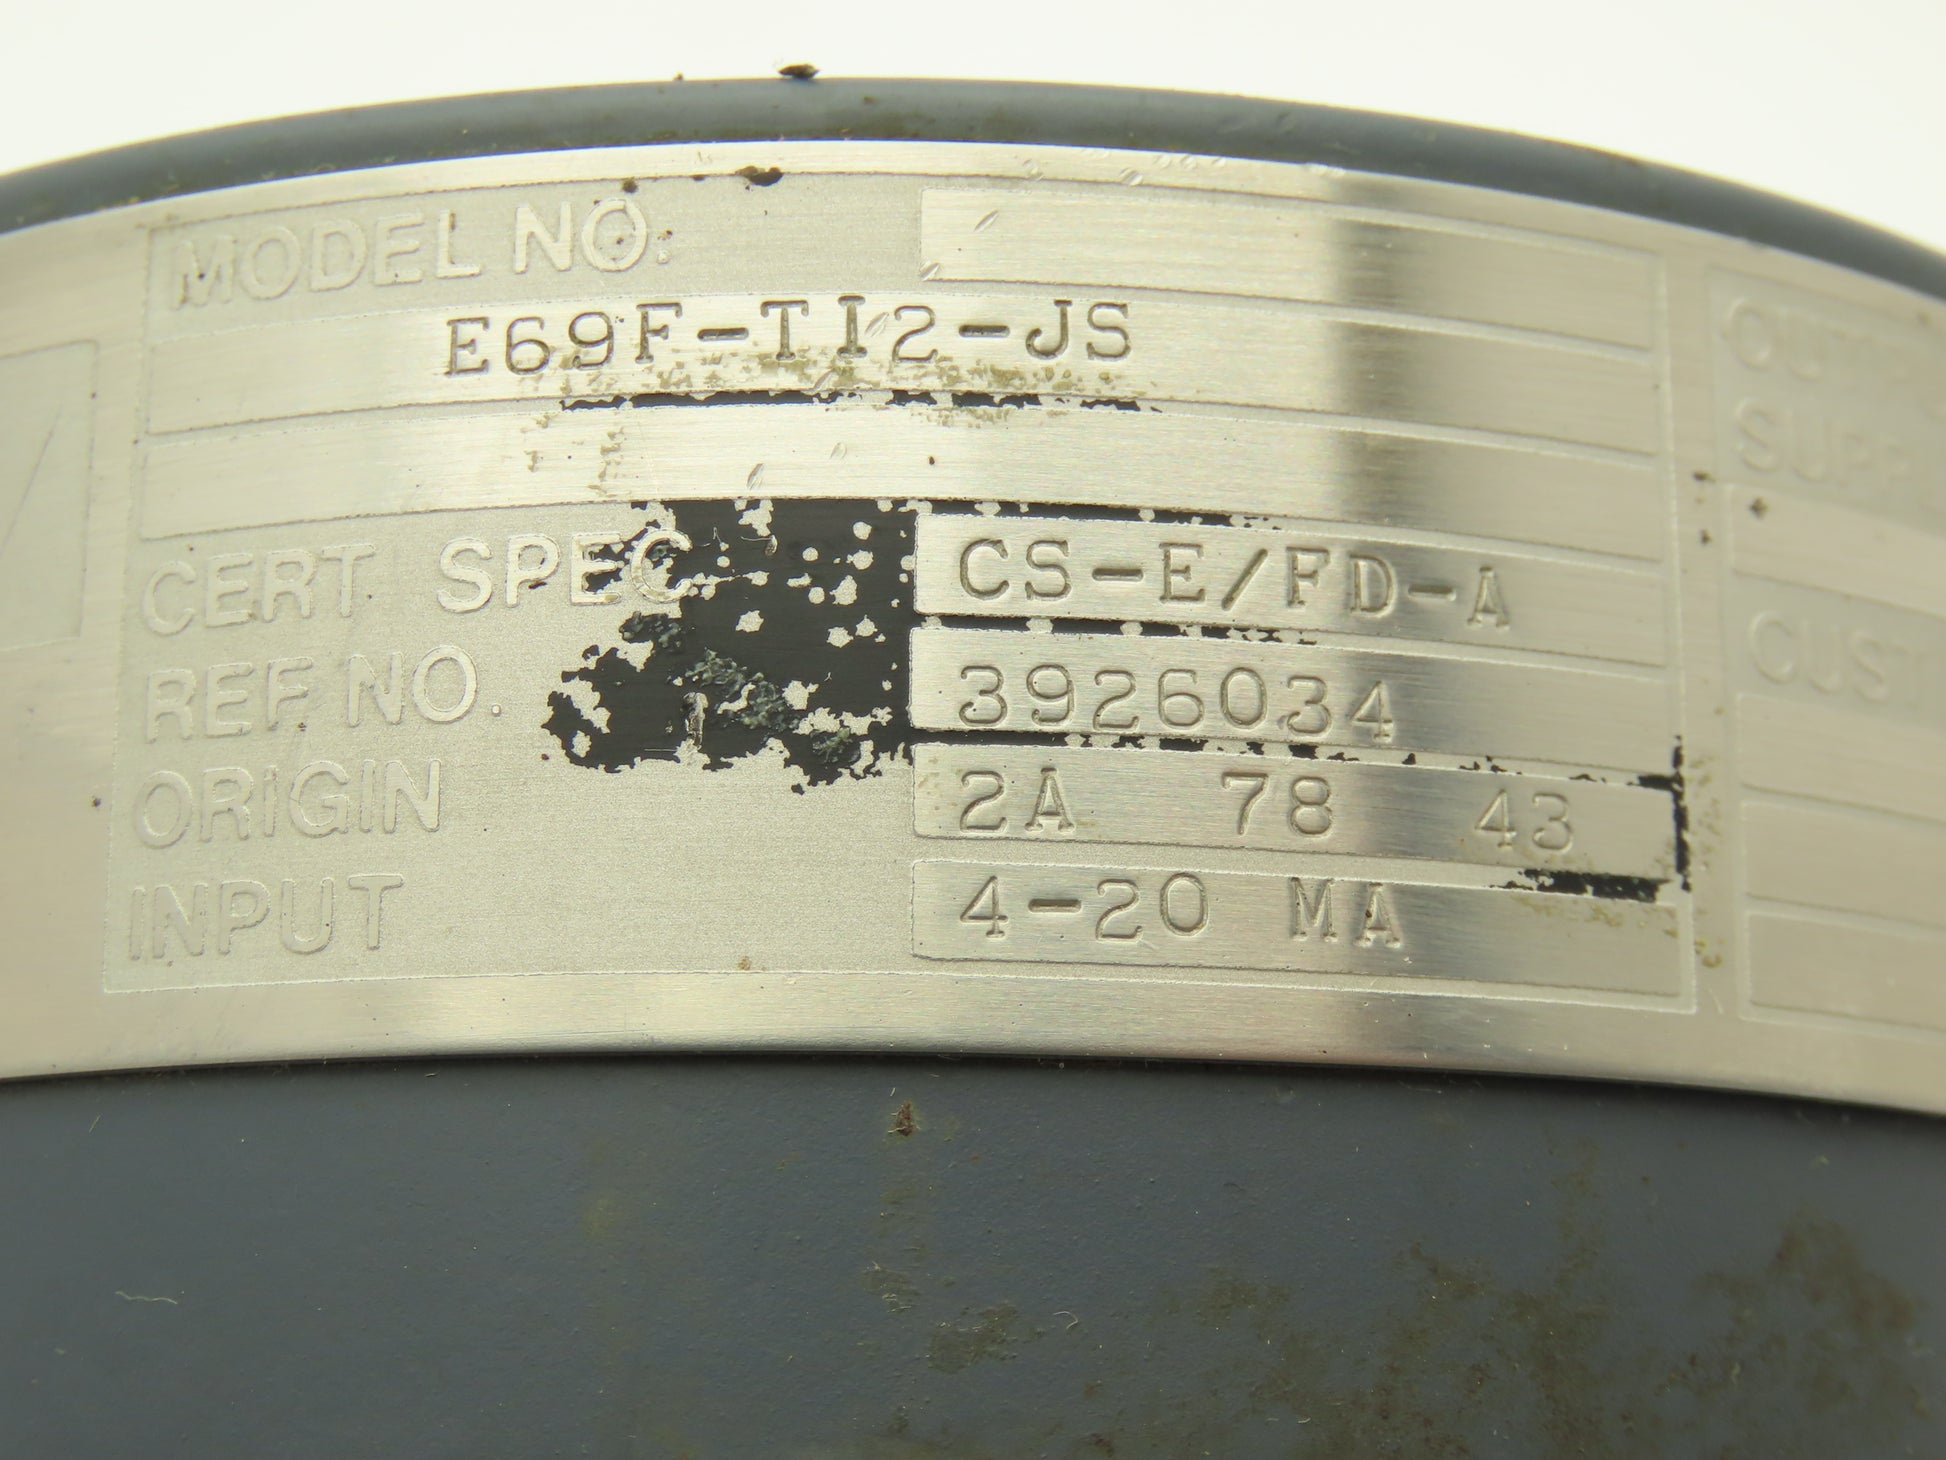 MODEL NO.
E69F-TI2-JS
CERT SPEC CS-E/FD-A
REF NO. 3926034
ORIGIN 2A 78 43
INPUT 4-20 MA
CUST